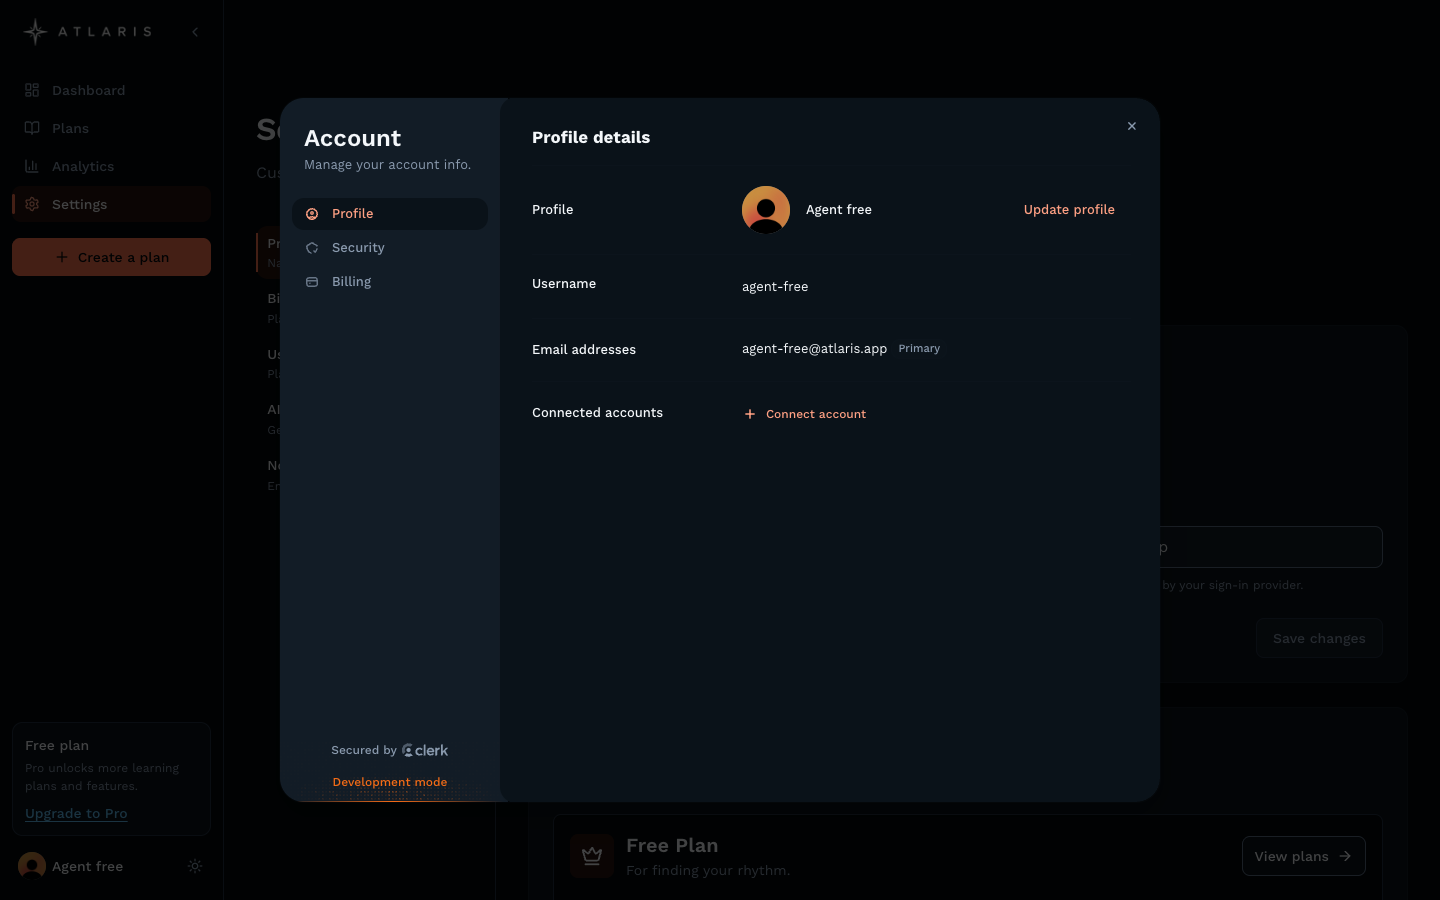 ATLARIS
Dashboard
Plans
Analytics
Settings
Create a plan
Free plan
Pro unlocks more learning
plans and features.
Upgrade to Pro
Agent free
Account
Manage your account info.
Profile
Security
Billing
Secured by clerk
Development mode
Profile details
Profile
Agent free
Update profile
Username
agent-free
Email addresses
agent-free@atlaris.app Primary
Connected accounts
Connect account
by your sign-in provider.
Save changes
Free Plan
For finding your rhythm.
View plans